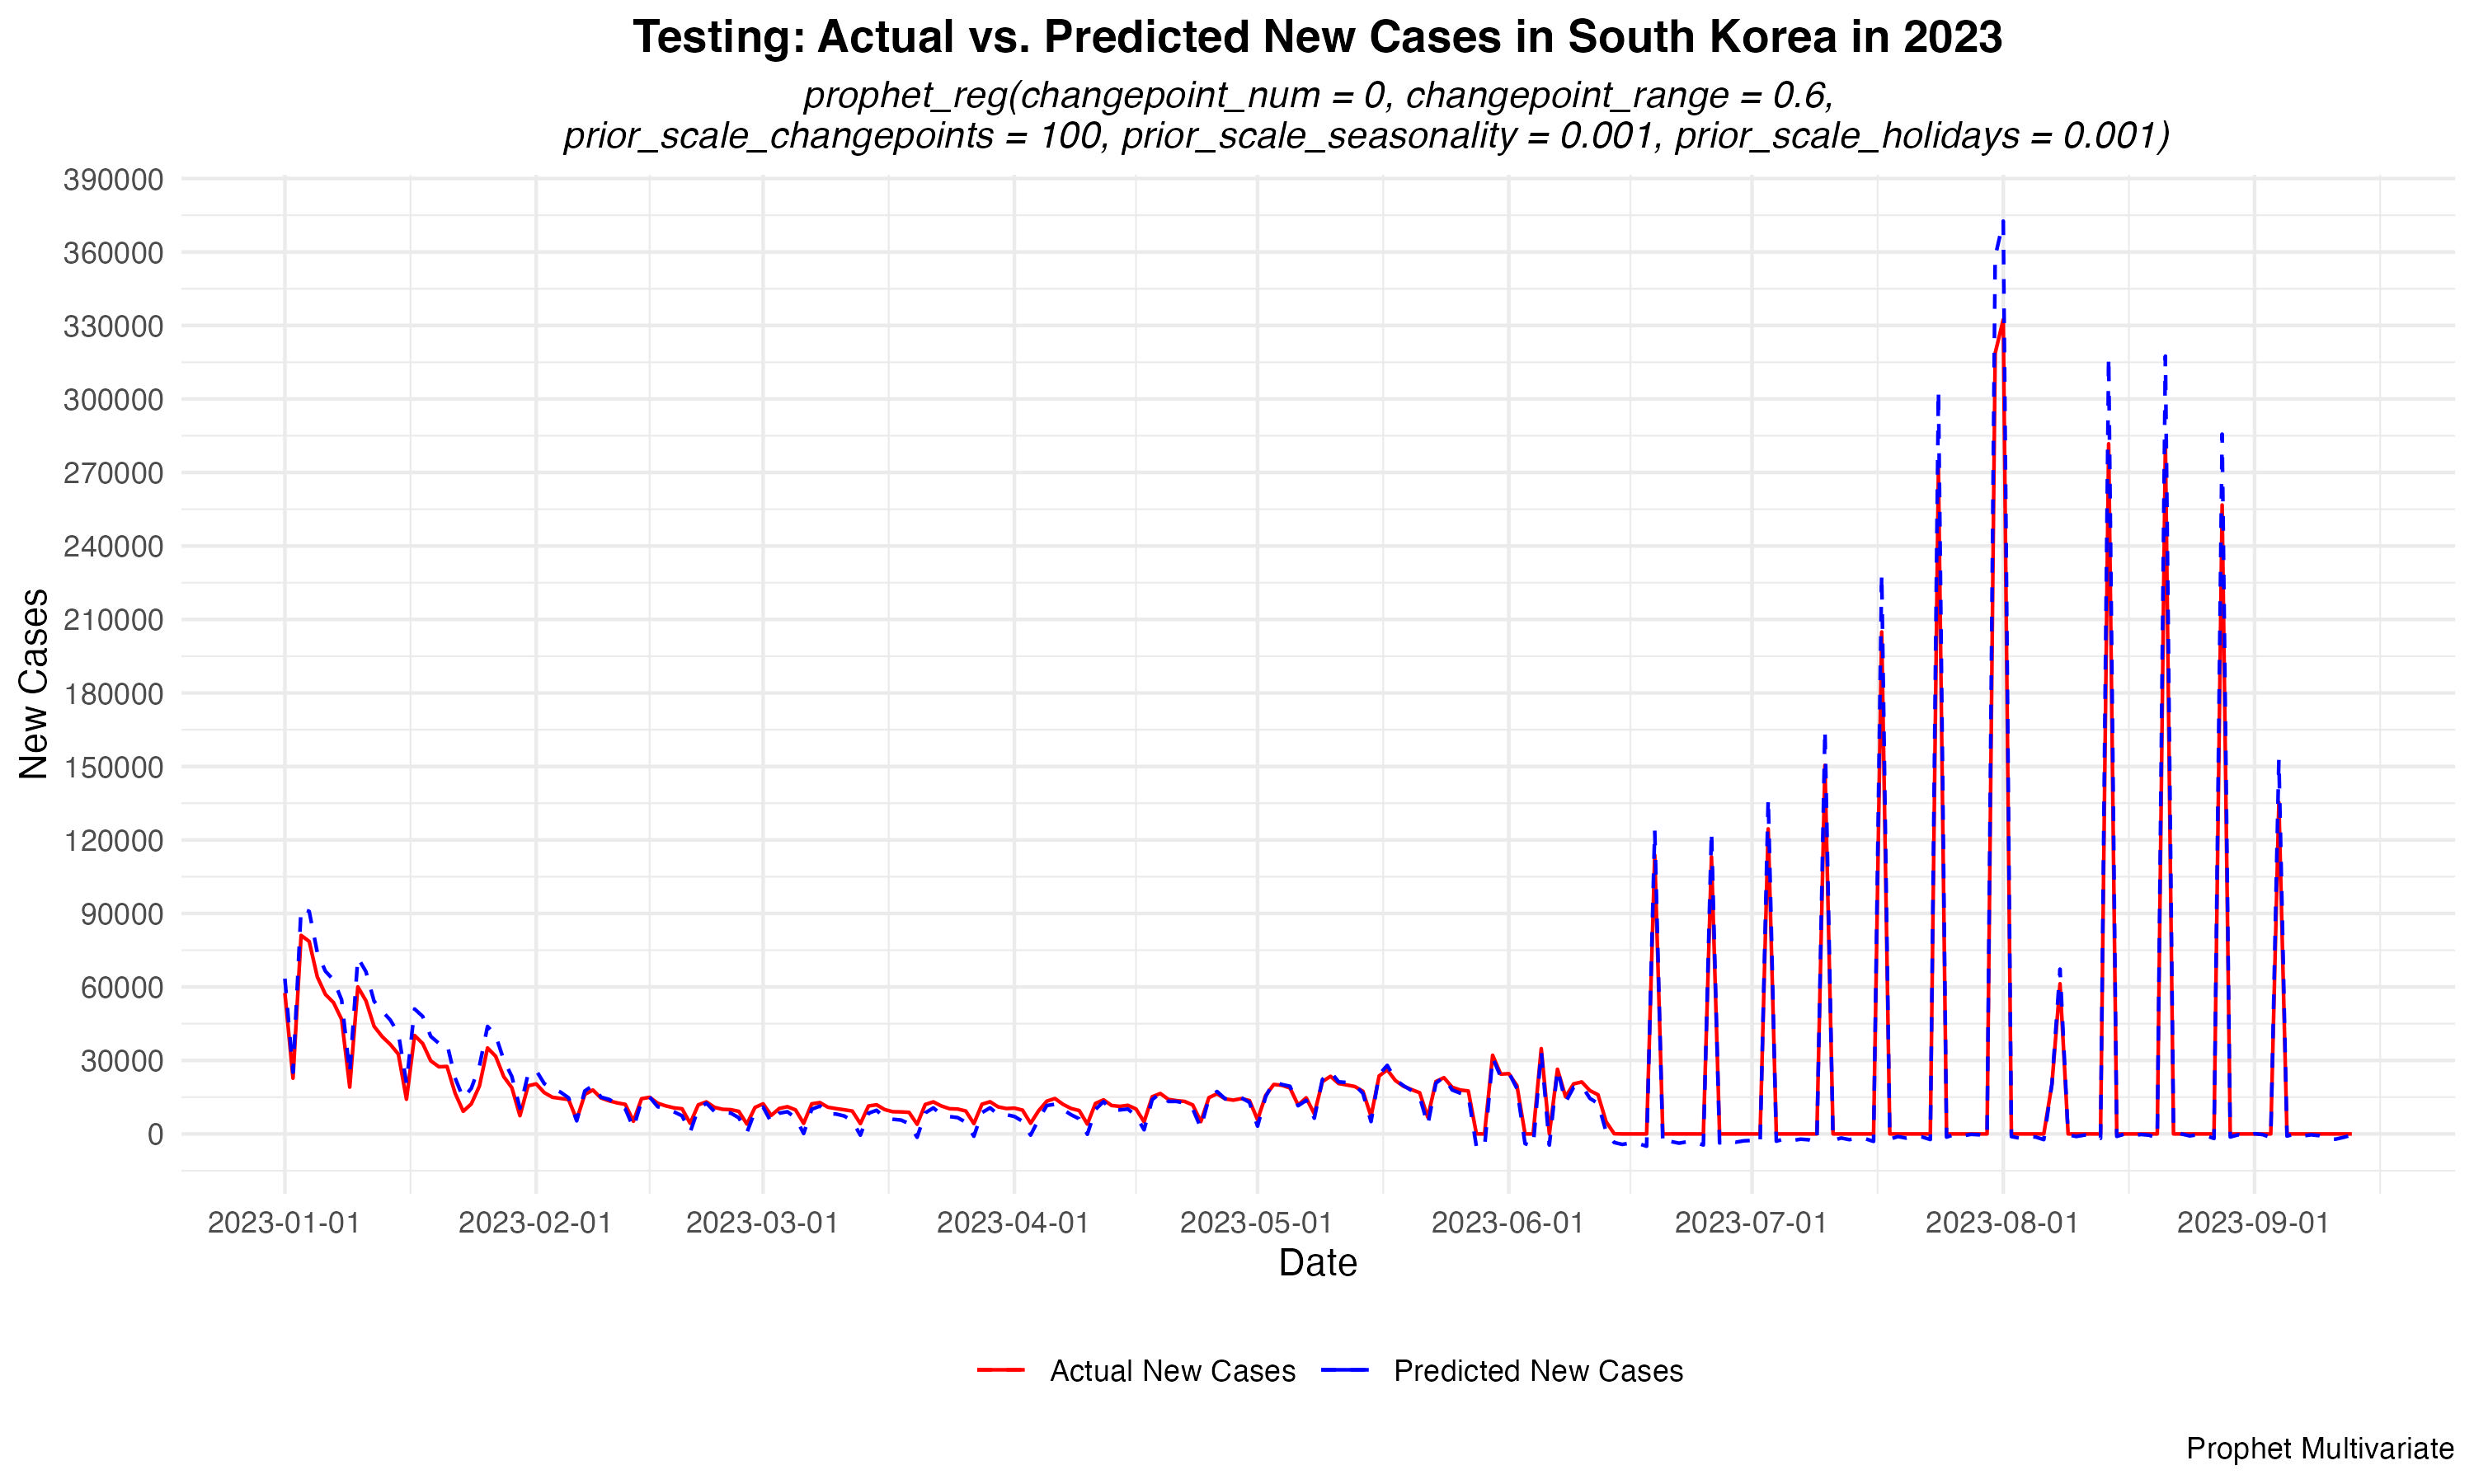 Testing: Actual vs. Predicted New Cases in South Korea in 2023
prophet_reg(changepoint_num = 0, changepoint_range = 0.6,
prior_scale_changepoints = 100, prior_scale_seasonality = 0.001, prior_scale_holidays = 0.001)
390000
360000
330000
300000
270000
240000
210000
180000
150000
120000
90000
60000
30000
0
New Cases
2023-01-01 2023-02-01 2023-03-01 2023-04-01 2023-05-01 2023-06-01 2023-07-01 2023-08-01 2023-09-01
Date
Actual New Cases Predicted New Cases
Prophet Multivariate